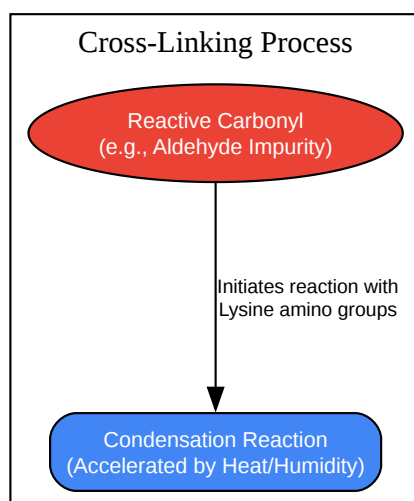 Cross-Linking Process
Reactive Carbonyl
(e.g., Aldehyde Impurity)
Initiates reaction with
Lysine amino groups
Condensation Reaction
(Accelerated by Heat/Humidity)